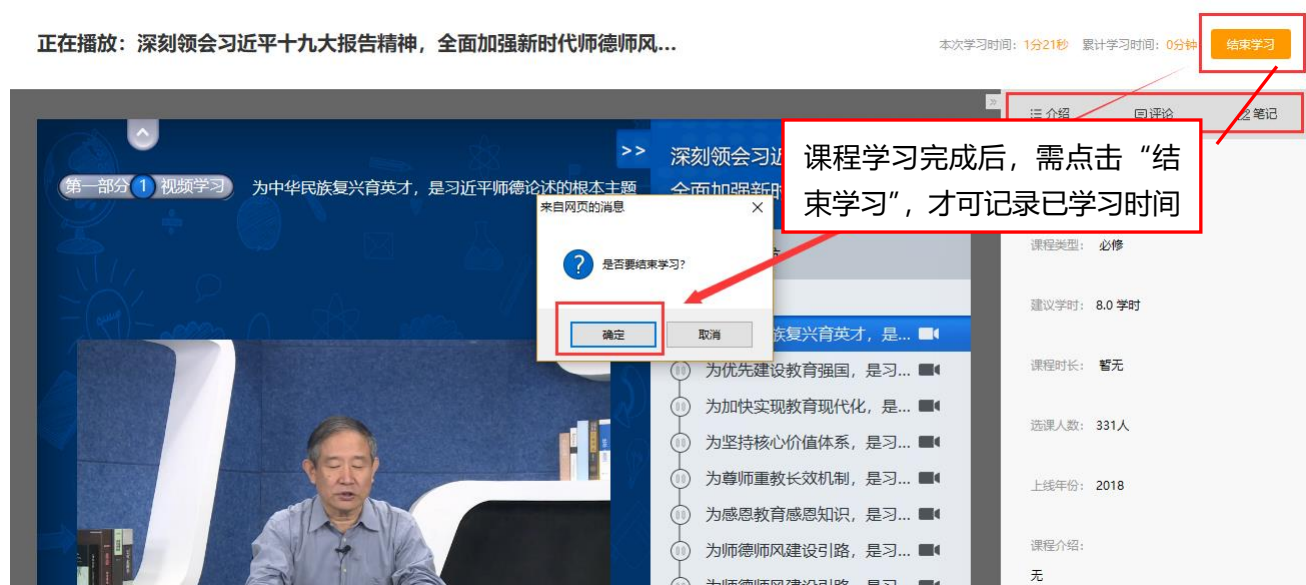 正在播放：深刻领会习近平十九大报告精神，全面加强新时代师德师风...
本次学习时间：1分21秒 累计学习时间：0分钟 结束学习
介绍 评论 笔记
课程学习完成后，需点击“结
束学习”，才可记录已学习时间
>> 深刻领会习近
第一部分 1 视频学习 为中华民族复兴育英才，是习近平师德论述的根本主题
全面加强新时
来自网页的消息
是否要结束学习?
确定 取消
族复兴育英才，是...
为优先建设教育强国，是习...
为加快实现教育现代化，是...
为坚持核心价值体系，是习...
为尊师重教长效机制，是习...
为感恩教育感恩知识，是习...
为师德师风建设引路，是习...
为师德师风建设引路，是习...
课程类型： 必修
建议学时： 8.0 学时
课程时长： 暂无
选课人数： 331人
上线年份： 2018
课程介绍：
无